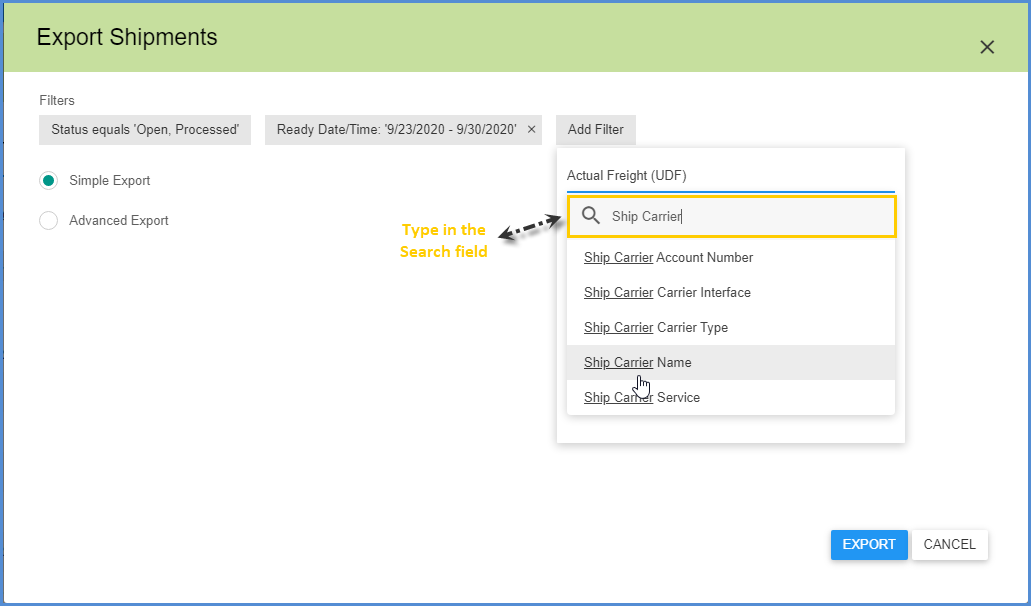 Export Shipments
Filters
Status equals 'Open, Processed'
Ready Date/Time: '9/23/2020 - 9/30/2020' ×
Add Filter
Simple Export
Advanced Export
Actual Freight (UDF)
Type in the
Search field
Ship Carrier
Ship Carrier Account Number
Ship Carrier Carrier Interface
Ship Carrier Carrier Type
Ship Carrier Name
Ship Carrier Service
EXPORT
CANCEL